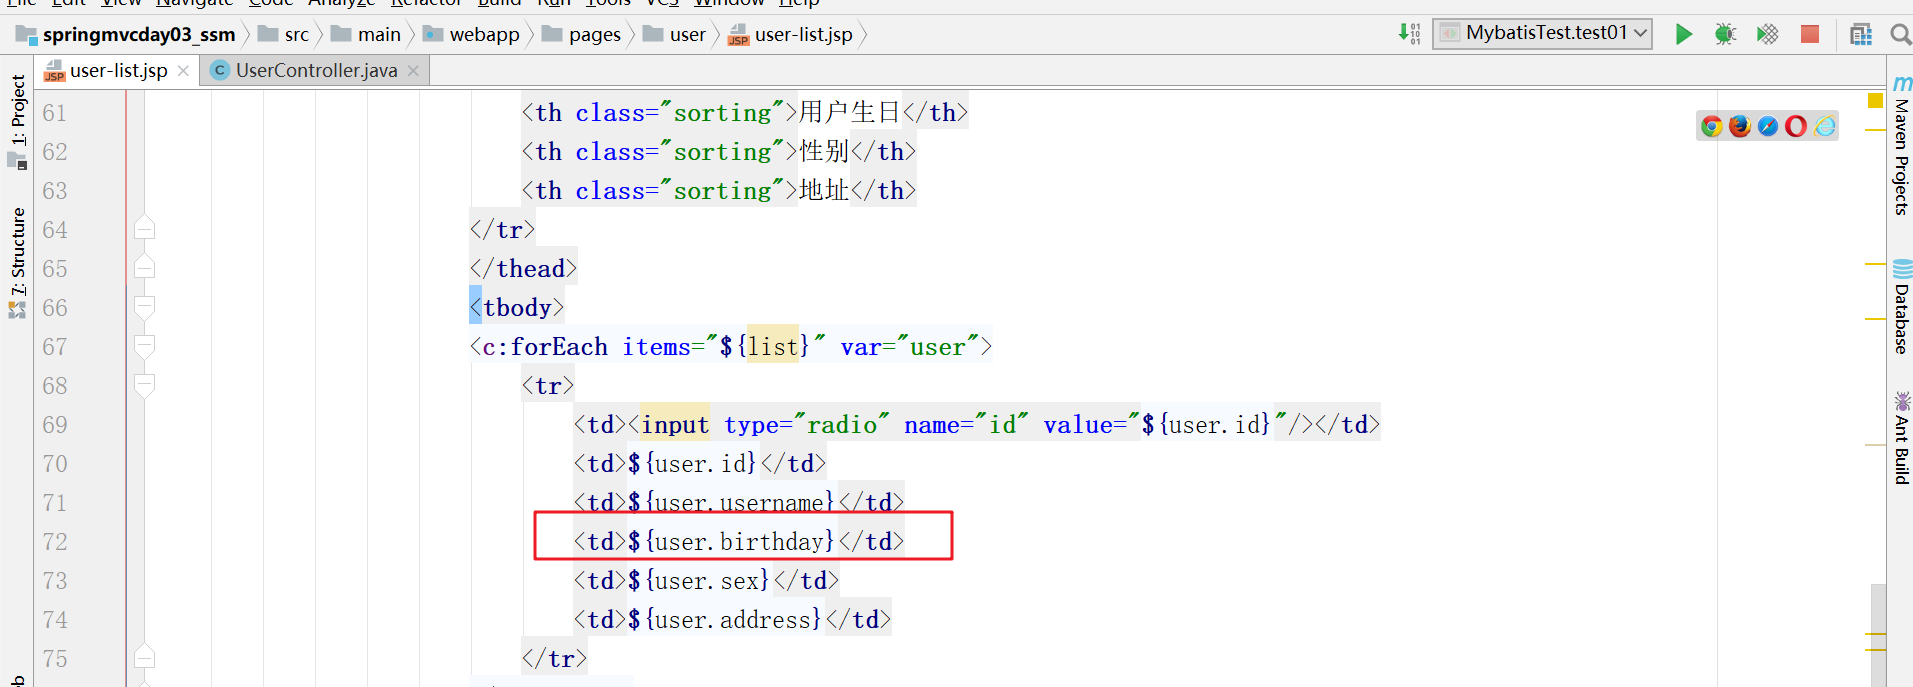 File Edit View Navigate Code Analyze Refactor Build Run Tools VCS Window Help
springmvcday03_ssm src main webapp pages user user-list.jsp MybatisTest.test01
user-list.jsp UserController.java
1: Project
7: Structure
61 <th class="sorting">用户生日</th>
62 <th class="sorting">性别</th>
63 <th class="sorting">地址</th>
64 </tr>
65 </thead>
66 <tbody>
67 <c:forEach items="${list}" var="user">
68 <tr>
69 <td><input type="radio" name="id" value="${user.id}"/></td>
70 <td>${user.id}</td>
71 <td>${user.username}</td>
72 <td>${user.birthday}</td>
73 <td>${user.sex}</td>
74 <td>${user.address}</td>
75 </tr>
Maven Projects
Database
Ant Build